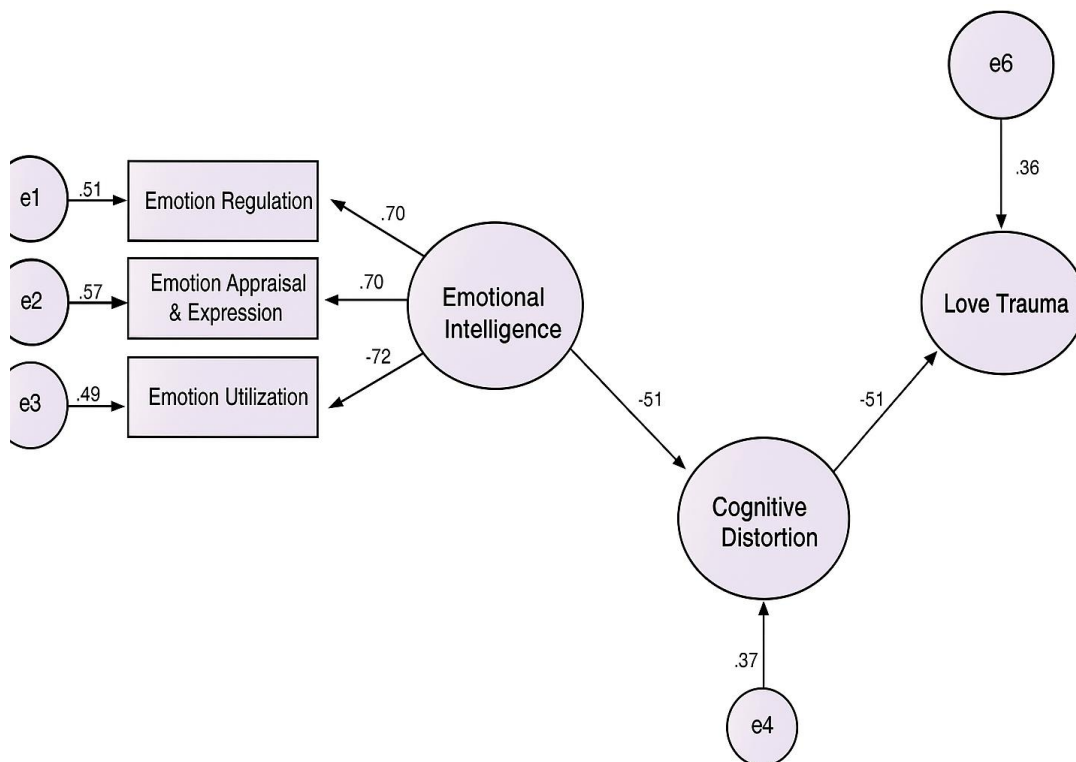 e6
.36
e1
.51
Emotion Regulation
.70
e2
.57
Emotion Appraisal
& Expression
.70
Emotional
Intelligence
Love Trauma
e3
.49
Emotion Utilization
-72
-51
-51
Cognitive
Distortion
.37
e4